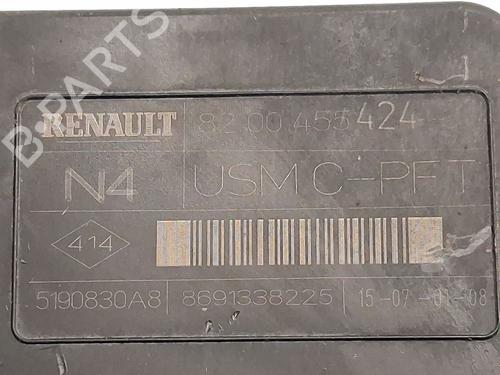 RENAULT 8200455424
N4 USM C-PFT
414
5190830A8 8691338225 15-07-01-08
B-PARTS